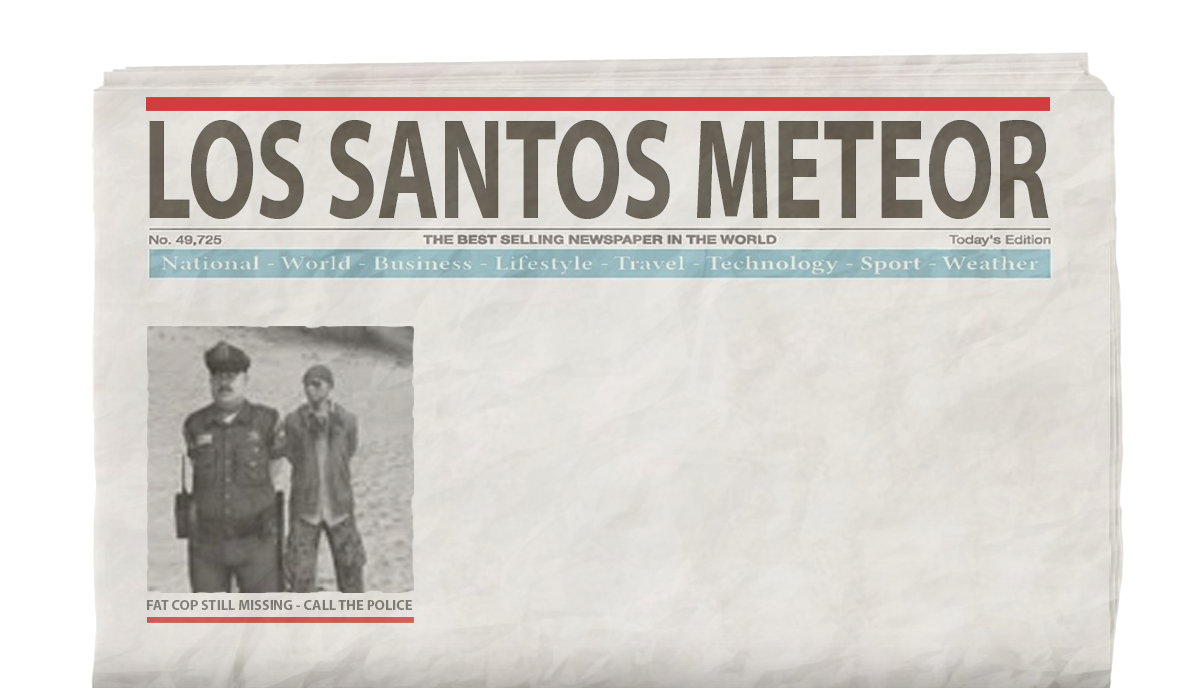 LOS SANTOS METEOR
No. 49,725 THE BEST SELLING NEWSPAPER IN THE WORLD Today's Edition
National - World - Business - Lifestyle - Travel - Technology - Sport - Weather
FAT COP STILL MISSING - CALL THE POLICE